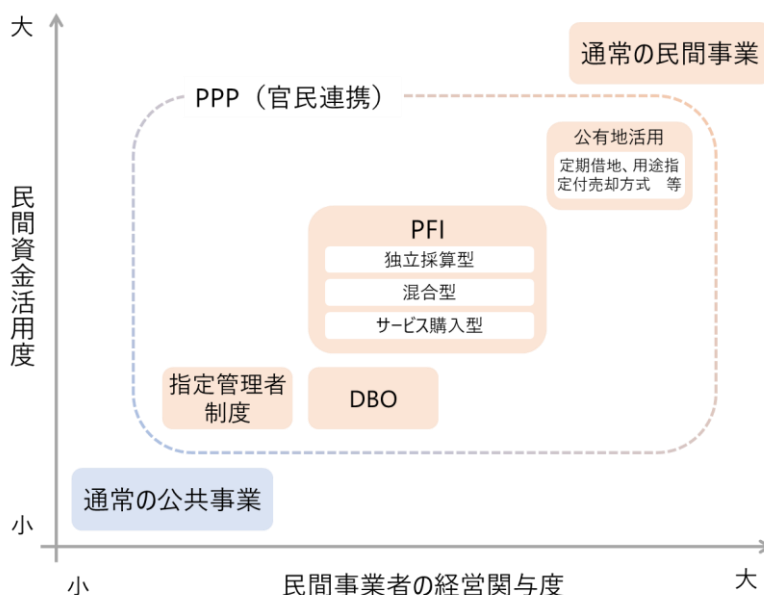 大
通常の民間事業
PPP（官民連携）
公有地活用
定期借地、用途指
定付売却方式　等
民間資金活用度
PFI
独立採算型
混合型
サービス購入型
指定管理者
制度
DBO
通常の公共事業
小
小
民間事業者の経営関与度
大